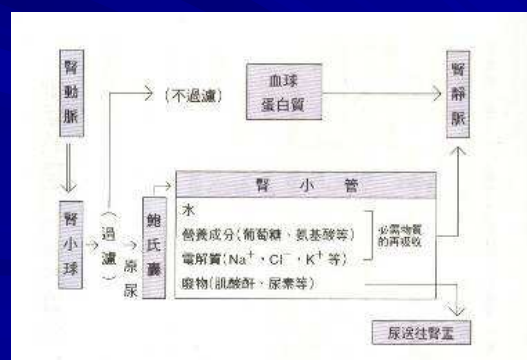 腎動脈
(不過濾)
血球
蛋白質
腎靜脈
腎小球
(過濾)
原尿
鮑氏囊
腎小管
水
營養成分(葡萄糖、氨基酸等)
電解質(Na⁺,Cl⁻,K⁺等)
廢物(肌酸酐、尿素等)
必需物質
的再吸收
尿送往腎盂